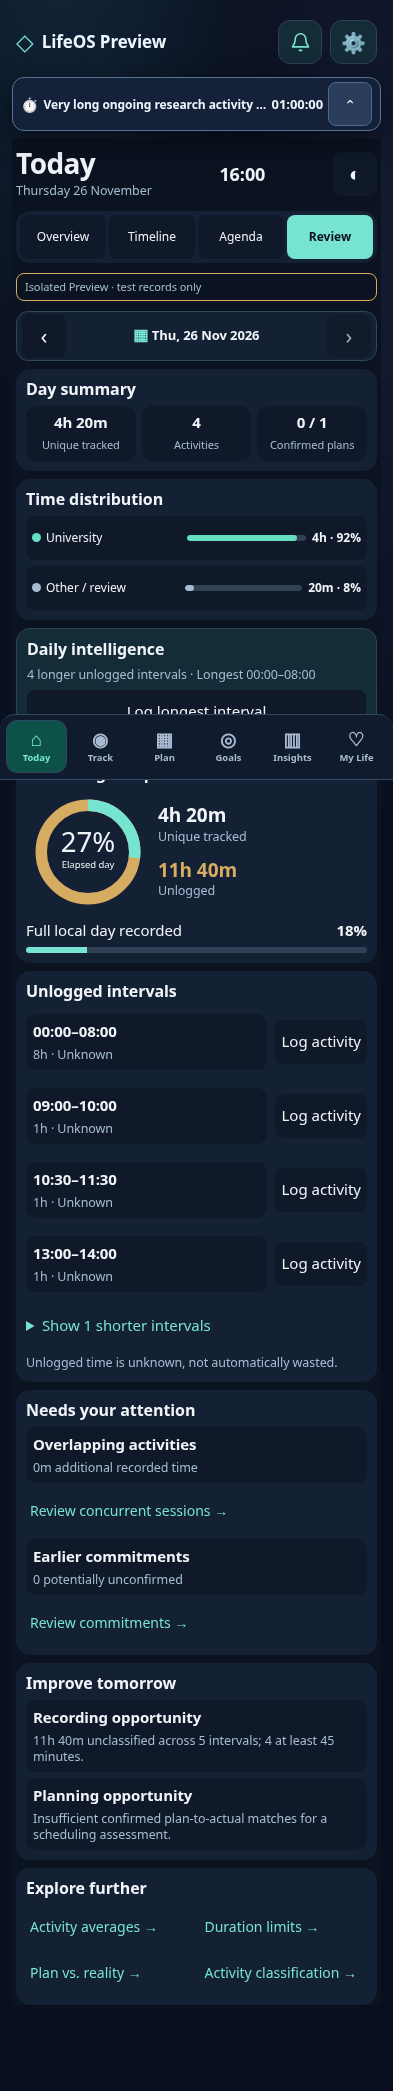 LifeOS Preview
Very long ongoing research activity ... 01:00:00
Today
Thursday 26 November
16:00
Overview Timeline Agenda Review
Isolated Preview · test records only
‹ Thu, 26 Nov 2026 ›
Day summary
4h 20m 4 0 / 1
Unique tracked Activities Confirmed plans
Time distribution
University 4h · 92%
Other / review 20m · 8%
Daily intelligence
4 longer unlogged intervals · Longest 00:00–08:00
Log longest interval
Today Track Plan Goals Insights My Life
27%
Elapsed day
4h 20m
Unique tracked
11h 40m
Unlogged
Full local day recorded 18%
Unlogged intervals
00:00–08:00
8h · Unknown
Log activity
09:00–10:00
1h · Unknown
Log activity
10:30–11:30
1h · Unknown
Log activity
13:00–14:00
1h · Unknown
Log activity
▶ Show 1 shorter intervals
Unlogged time is unknown, not automatically wasted.
Needs your attention
Overlapping activities
0m additional recorded time
Review concurrent sessions →
Earlier commitments
0 potentially unconfirmed
Review commitments →
Improve tomorrow
Recording opportunity
11h 40m unclassified across 5 intervals; 4 at least 45
minutes.
Planning opportunity
Insufficient confirmed plan-to-actual matches for a
scheduling assessment.
Explore further
Activity averages → Duration limits →
Plan vs. reality → Activity classification →